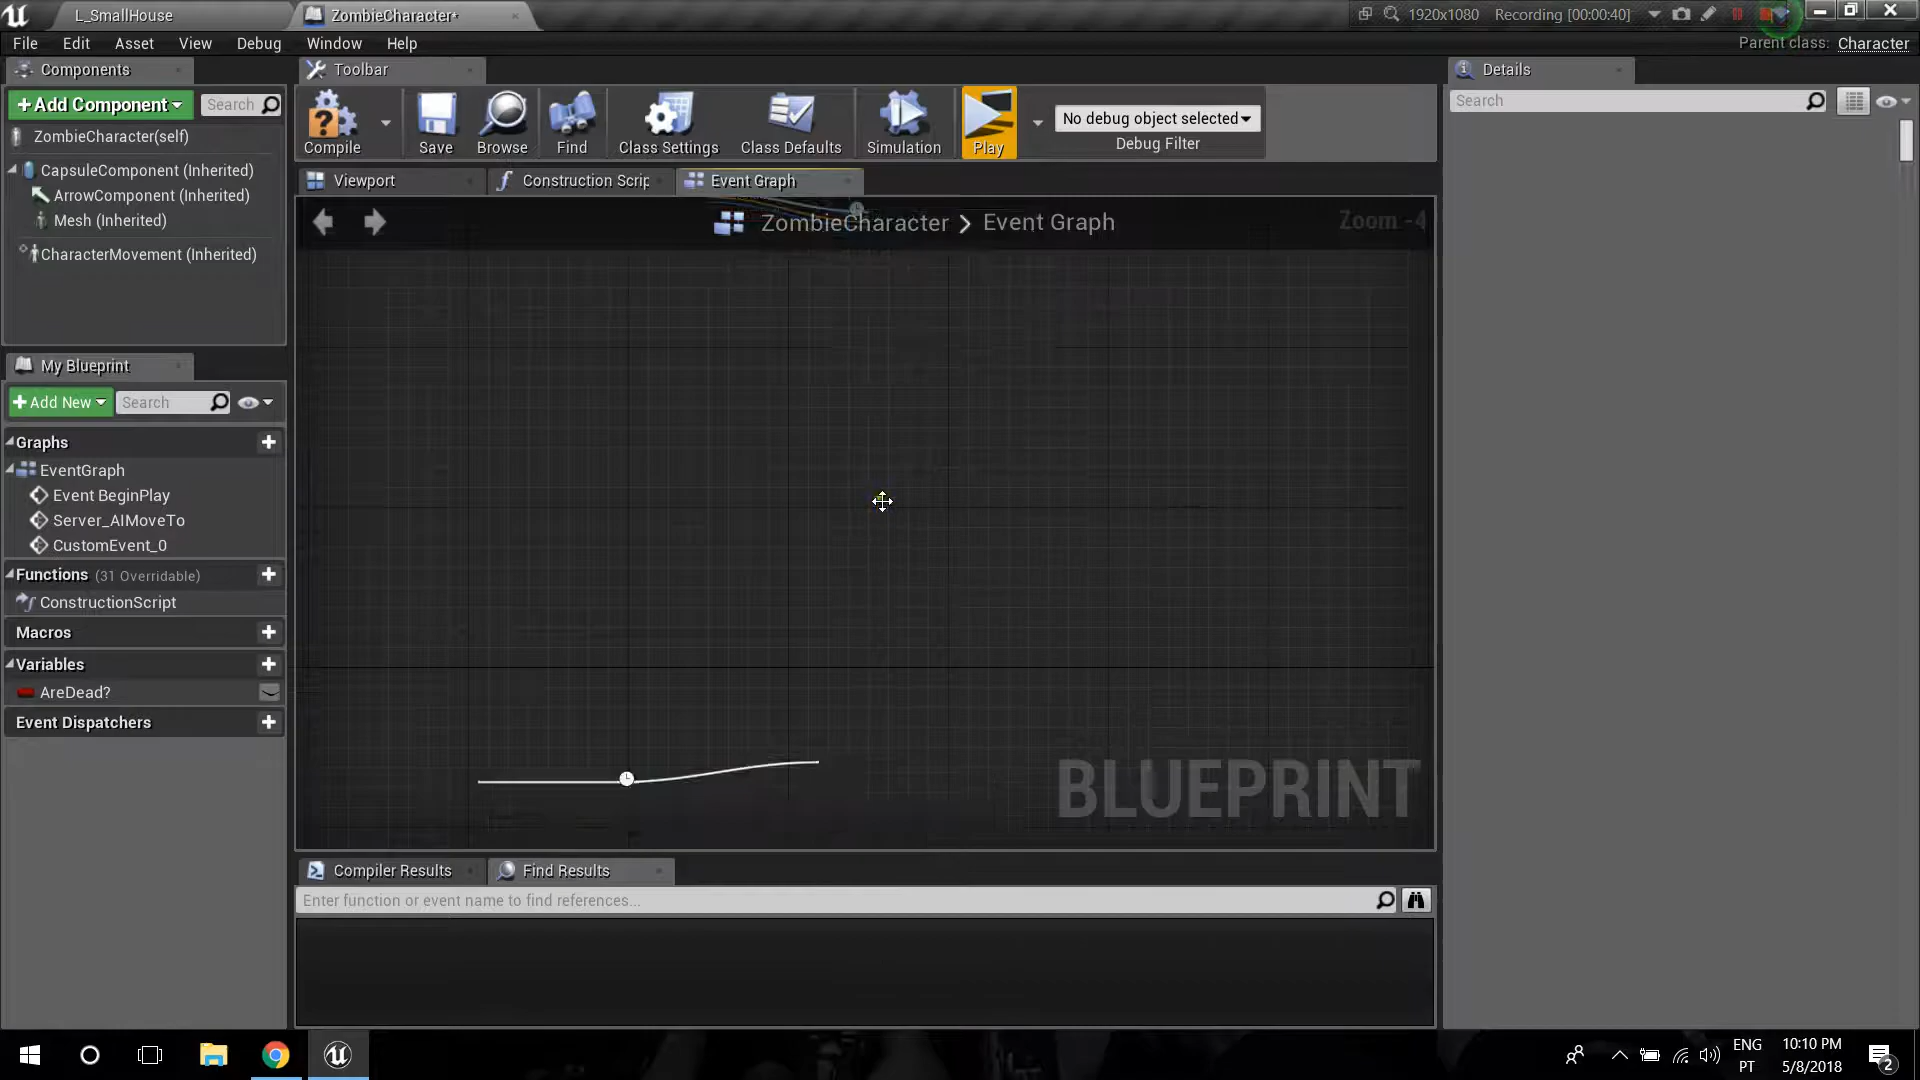 L_SmallHouse
ZombieCharacter*
1920x1080
Recording [00:00:40]
File Edit Asset View Debug Window Help
Parent class: Character
Components
Toolbar
Details
+Add Component
Search
Search
ZombieCharacter(self)
CapsuleComponent (Inherited)
ArrowComponent (Inherited)
Mesh (Inherited)
CharacterMovement (Inherited)
Compile
Save
Browse
Find
Class Settings
Class Defaults
Simulation
Play
No debug object selected
Debug Filter
Viewport
Construction Scrip
Event Graph
ZombieCharacter > Event Graph
Zoom -4
My Blueprint
+Add New
Search
Graphs
EventGraph
Event BeginPlay
Server_AIMoveTo
CustomEvent_0
Functions (31 Overridable)
ConstructionScript
Macros
Variables
AreDead?
Event Dispatchers
BLUEPRINT
Compiler Results
Find Results
Enter function or event name to find references...
ENG
PT
10:10 PM
5/8/2018
2